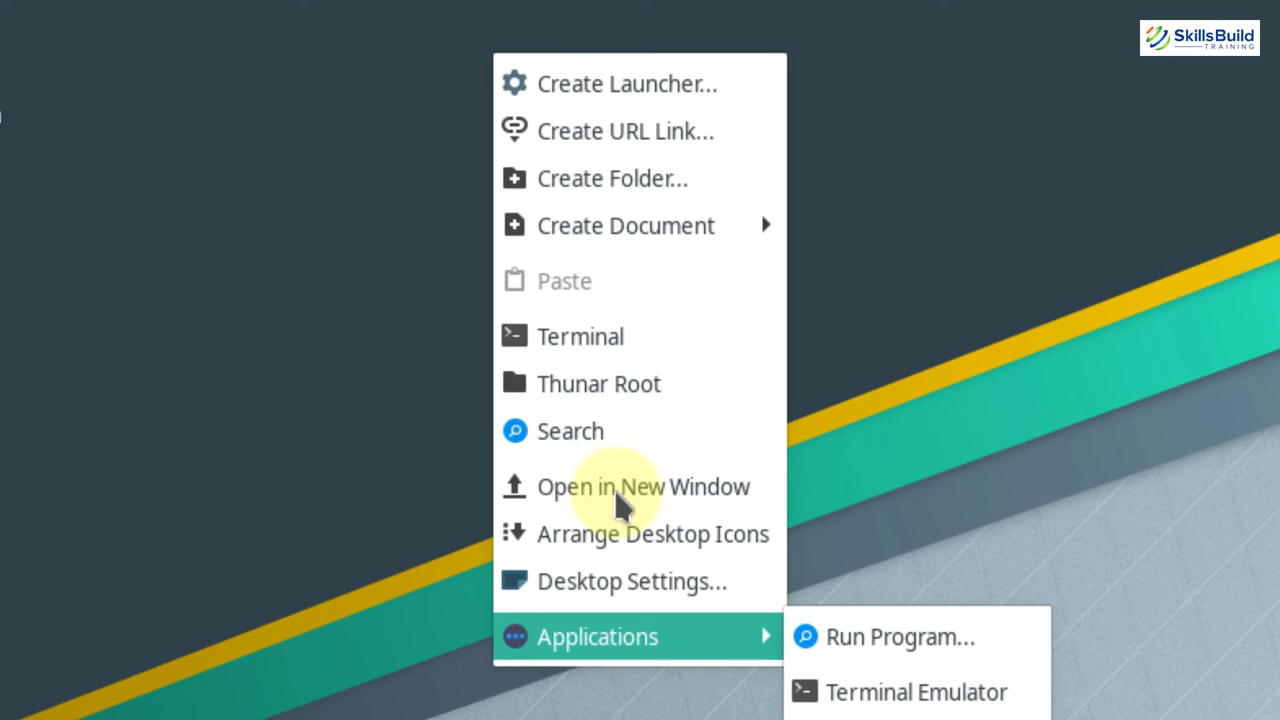 SkillsBuild
TRAINING
Create Launcher...
Create URL Link...
Create Folder...
Create Document
Paste
Terminal
Thunar Root
Search
Open in New Window
Arrange Desktop Icons
Desktop Settings...
Applications
Run Program...
Terminal Emulator